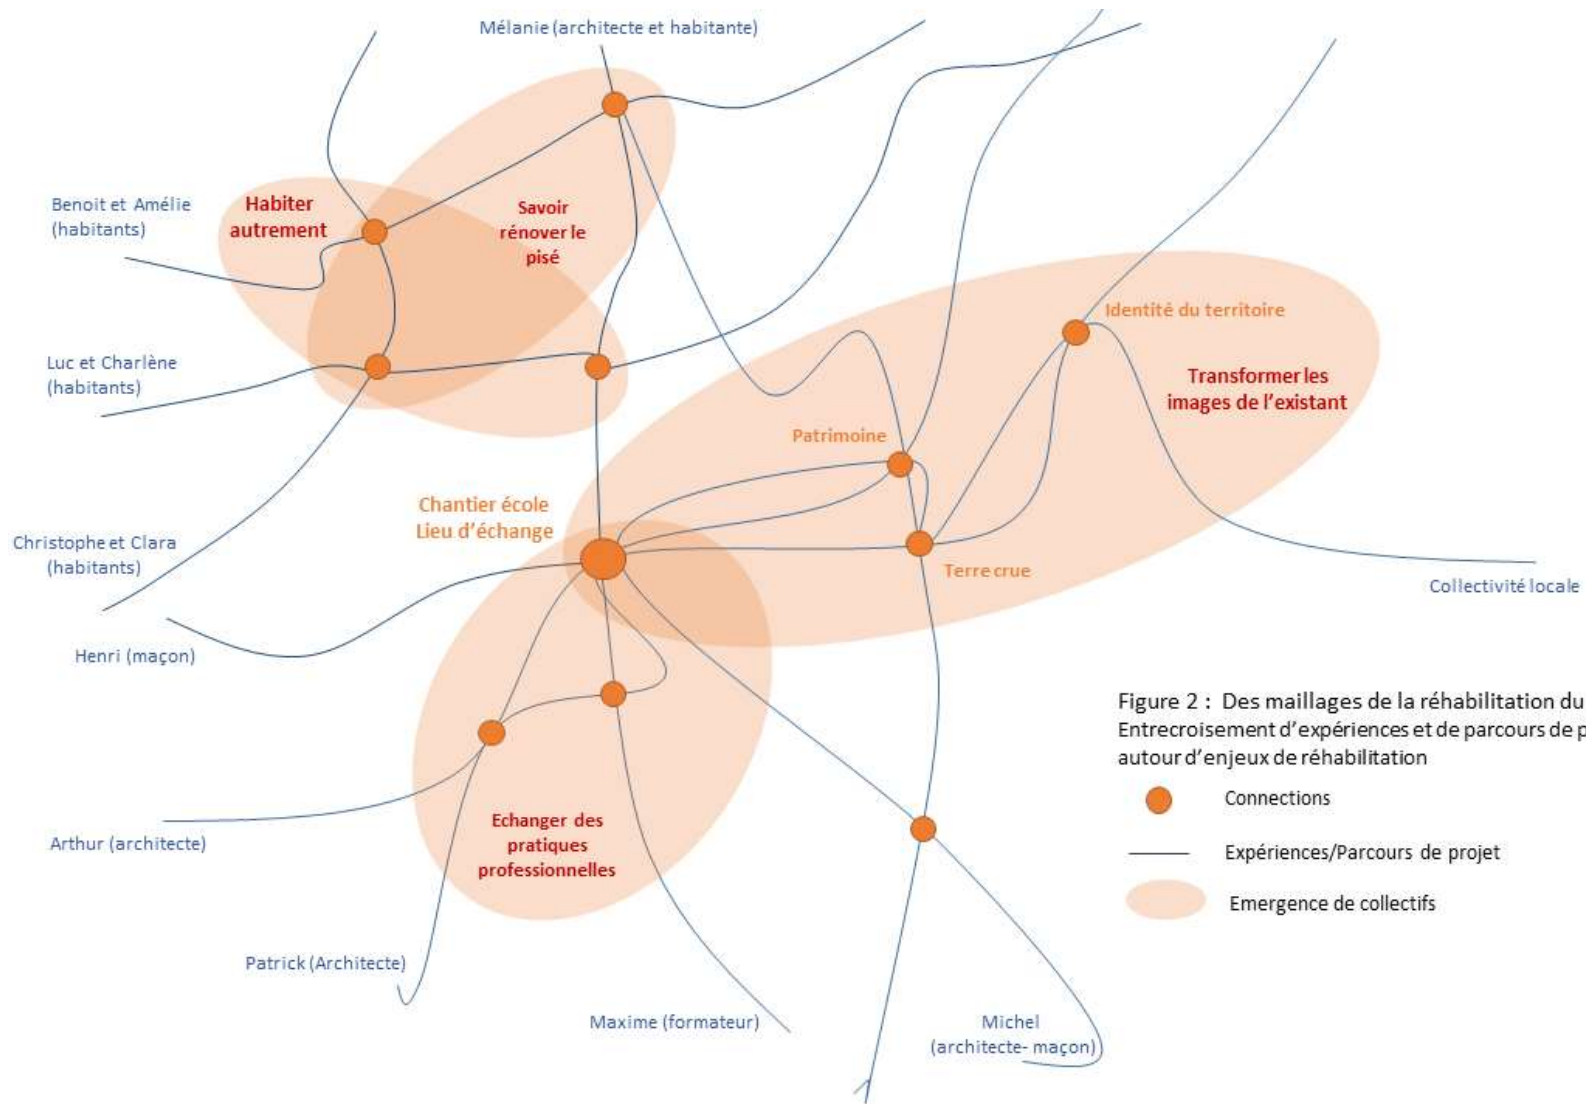 Mélanie (architecte et habitante)
Benoit et Amélie
(habitants)
Habiter
autrement
Savoir
rénover le
pisé
Identité du territoire
Luc et Charlène
(habitants)
Transformer les
images de l'existant
Patrimoine
Chantier école
Lieu d'échange
Christophe et Clara
(habitants)
Terre crue
Collectivité locale
Henri (maçon)
Figure 2 : Des maillages de la réhabilitation du
Entrecroisement d'expériences et de parcours de p
autour d'enjeux de réhabilitation
Connections
Arthur (architecte)
Echanger des
pratiques
professionnelles
Expériences/Parcours de projet
Emergence de collectifs
Patrick (Architecte)
Maxime (formateur)
Michel
(architecte- maçon)